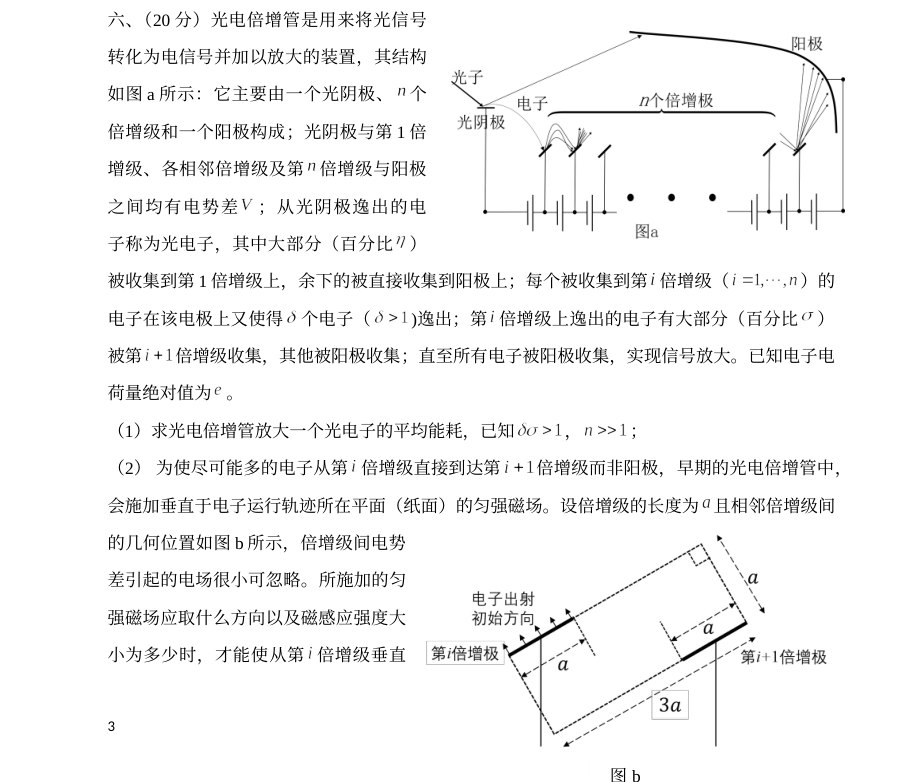 六、（20 分）光电倍增管是用来将光信号
转化为电信号并加以放大的装置，其结构
如图 a 所示：它主要由一个光阴极、n 个
倍增级和一个阳极构成；光阴极与第 1 倍
增级、各相邻倍增级及第 n 倍增级与阳极
之间均有电势差 V ；从光阴极逸出的电
子称为光电子，其中大部分（百分比 η ）
光子
电子
光阴极
n个倍增极
阳极
图a
被收集到第 1 倍增级上，余下的被直接收集到阳极上；每个被收集到第 i 倍增级（ i =1,···,n ）的
电子在该电极上又使得 δ 个电子（ δ > 1 )逸出；第 i 倍增级上逸出的电子有大部分（百分比 σ ）
被第 i +1 倍增级收集，其他被阳极收集；直至所有电子被阳极收集，实现信号放大。已知电子电
荷量绝对值为 e 。
（1）求光电倍增管放大一个光电子的平均能耗，已知 δσ > 1 ， n >> 1；
（2） 为使尽可能多的电子从第 i 倍增级直接到达第 i +1 倍增级而非阳极，早期的光电倍增管中，
会施加垂直于电子运行轨迹所在平面（纸面）的匀强磁场。设倍增级的长度为 a 且相邻倍增级间
的几何位置如图 b 所示，倍增级间电势
差引起的电场很小可忽略。所施加的匀
强磁场应取什么方向以及磁感应强度大
小为多少时，才能使从第 i 倍增级垂直
电子出射
初始方向
第i倍增极
a
a
a
第i+1倍增极
3a
图 b
3